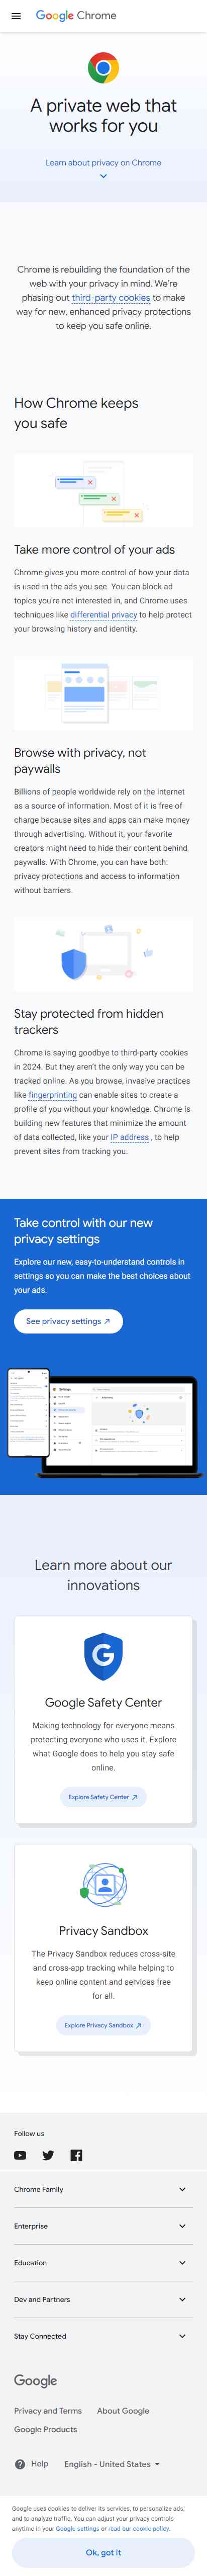 Google Chrome
A private web that
works for you
Learn about privacy on Chrome
Chrome is rebuilding the foundation of the
web with your privacy in mind. We're
phasing out third-party cookies to make
way for new, enhanced privacy protections
to keep you safe online.
How Chrome keeps
you safe
Take more control of your ads
Chrome gives you more control of how your data
is used in the ads you see. You can block ad
topics you're not interested in, and Chrome uses
techniques like differential privacy to help protect
your browsing history and identity.
Browse with privacy, not
paywalls
Billions of people worldwide rely on the internet
as a source of information. Most of it is free of
charge because sites and apps can make money
through advertising. Without it, your favorite
creators might need to hide their content behind
paywalls. With Chrome, you can have both:
privacy protections and access to information
without barriers.
Stay protected from hidden
trackers
Chrome is saying goodbye to third-party cookies
in 2024. But they aren't the only way you can be
tracked online. As you browse, invasive practices
like fingerprinting can enable sites to create a
profile of you without your knowledge. Chrome is
building new features that minimize the amount
of data collected, like your IP address , to help
prevent sites from tracking you.
Take control with our new
privacy settings
Explore our new, easy-to-understand controls in
settings so you can make the best choices about
your ads.
See privacy settings
Settings
Learn more about our
innovations
Google Safety Center
Making technology for everyone means
protecting everyone who uses it. Explore
what Google does to help you stay safe
online.
Explore Safety Center
Privacy Sandbox
The Privacy Sandbox reduces cross-site
and cross-app tracking while helping to
keep online content and services free
for all.
Explore Privacy Sandbox
Follow us
Chrome Family
Enterprise
Education
Dev and Partners
Stay Connected
Google
Privacy and Terms About Google
Google Products
Help English - United States
Google uses cookies to deliver its services, to personalize ads,
and to analyze traffic. You can adjust your privacy controls
anytime in your Google settings or read our cookie policy.
Ok, got it